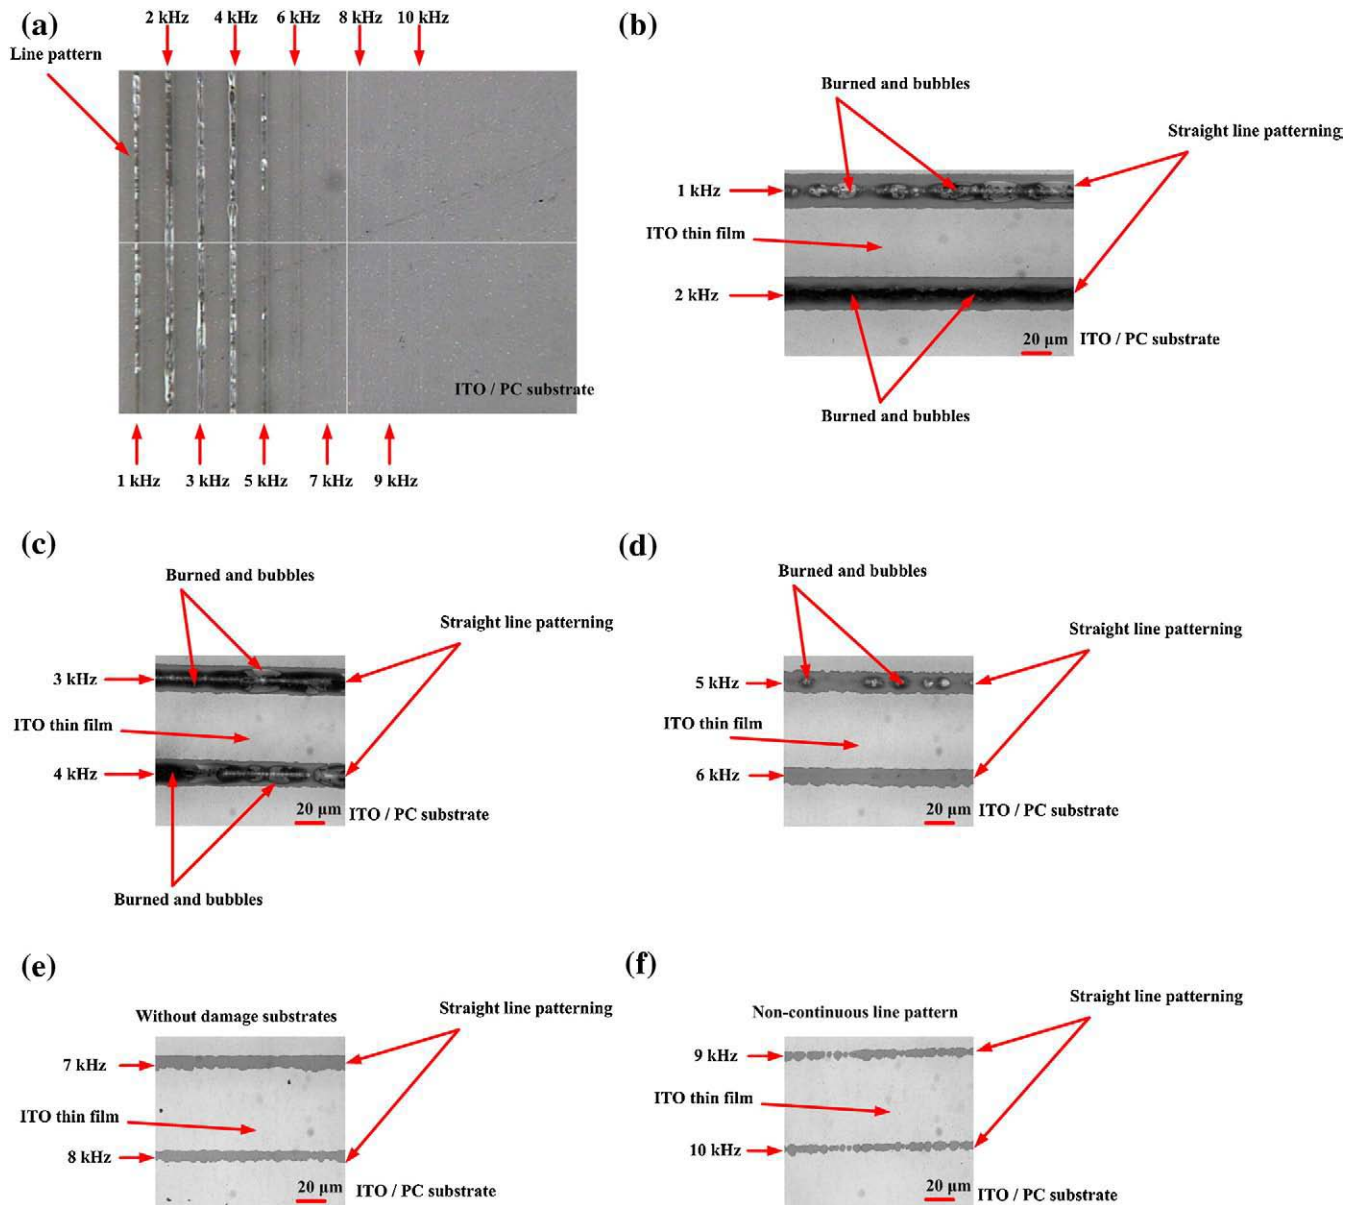 (a)
2 kHz
4 kHz
6 kHz
8 kHz
10 kHz
Line pattern
ITO / PC substrate
1 kHz
3 kHz
5 kHz
7 kHz
9 kHz
(b)
Burned and bubbles
Straight line patterning
1 kHz
ITO thin film
2 kHz
20 μm
ITO / PC substrate
Burned and bubbles
(c)
Burned and bubbles
Straight line patterning
3 kHz
ITO thin film
4 kHz
20 μm
ITO / PC substrate
Burned and bubbles
(d)
Burned and bubbles
Straight line patterning
5 kHz
ITO thin film
6 kHz
20 μm
ITO / PC substrate
(e)
Without damage substrates
Straight line patterning
7 kHz
ITO thin film
8 kHz
20 μm
ITO / PC substrate
(f)
Non-continuous line pattern
Straight line patterning
9 kHz
ITO thin film
10 kHz
20 μm
ITO / PC substrate